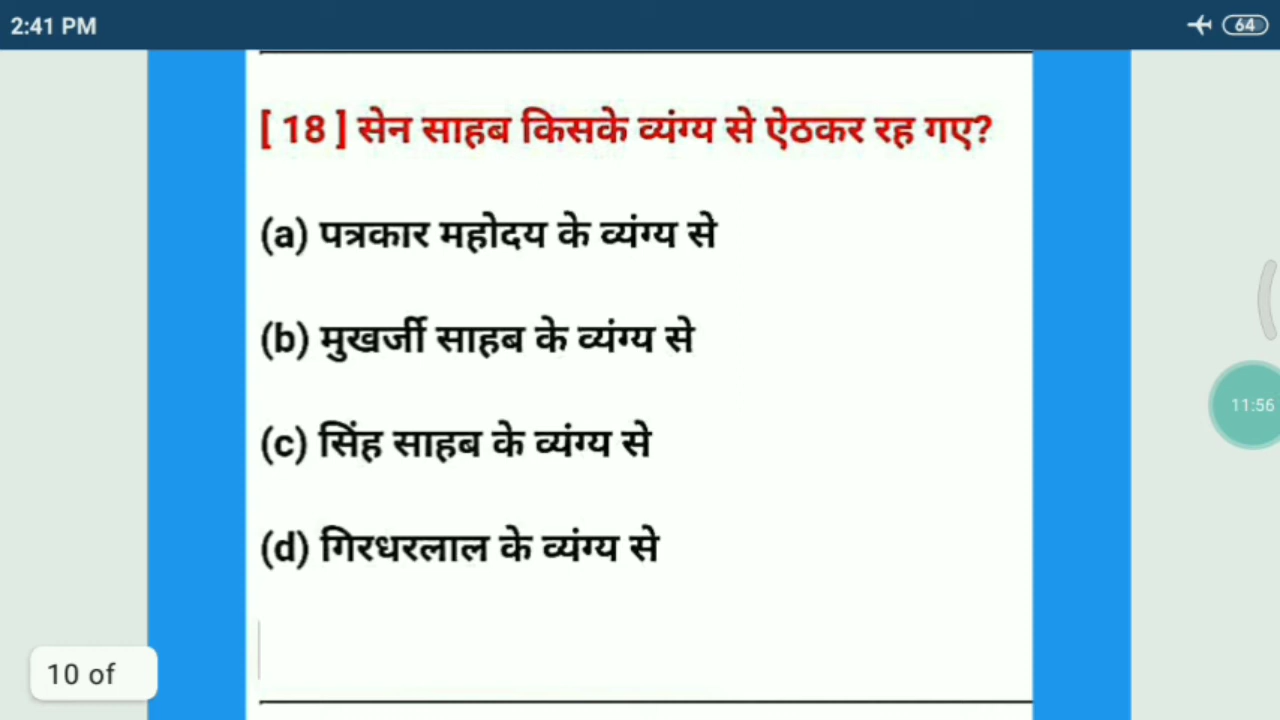 2:41 PM
64
[ 18 ] सेन साहब किसके व्यंग्य से ऐठकर रह गए?
(a) पत्रकार महोदय के व्यंग्य से
(b) मुखर्जी साहब के व्यंग्य से
(c) सिंह साहब के व्यंग्य से
(d) गिरधरलाल के व्यंग्य से
11:56
10 of